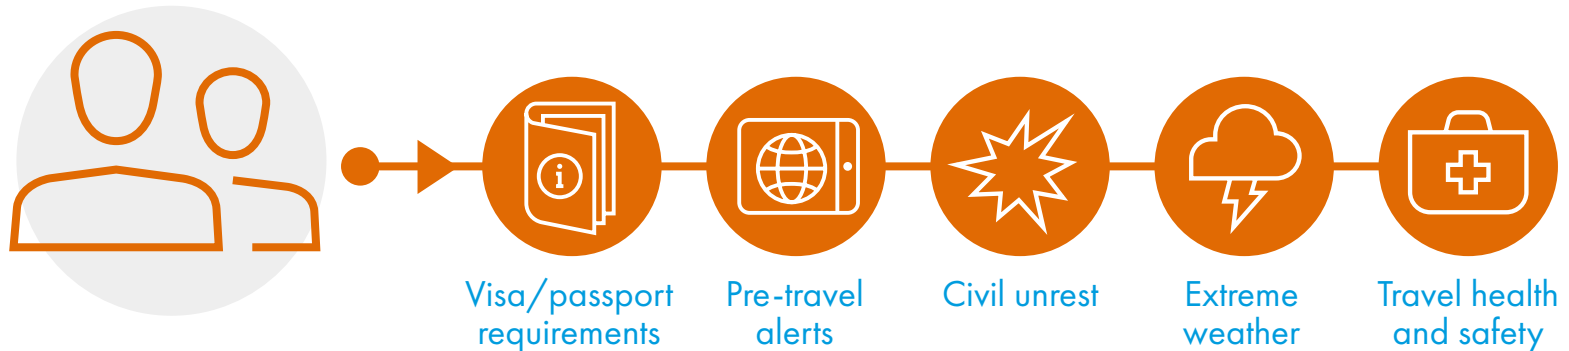 Visa/passport
requirements
Pre-travel
alerts
Civil unrest
Extreme
weather
Travel health
and safety